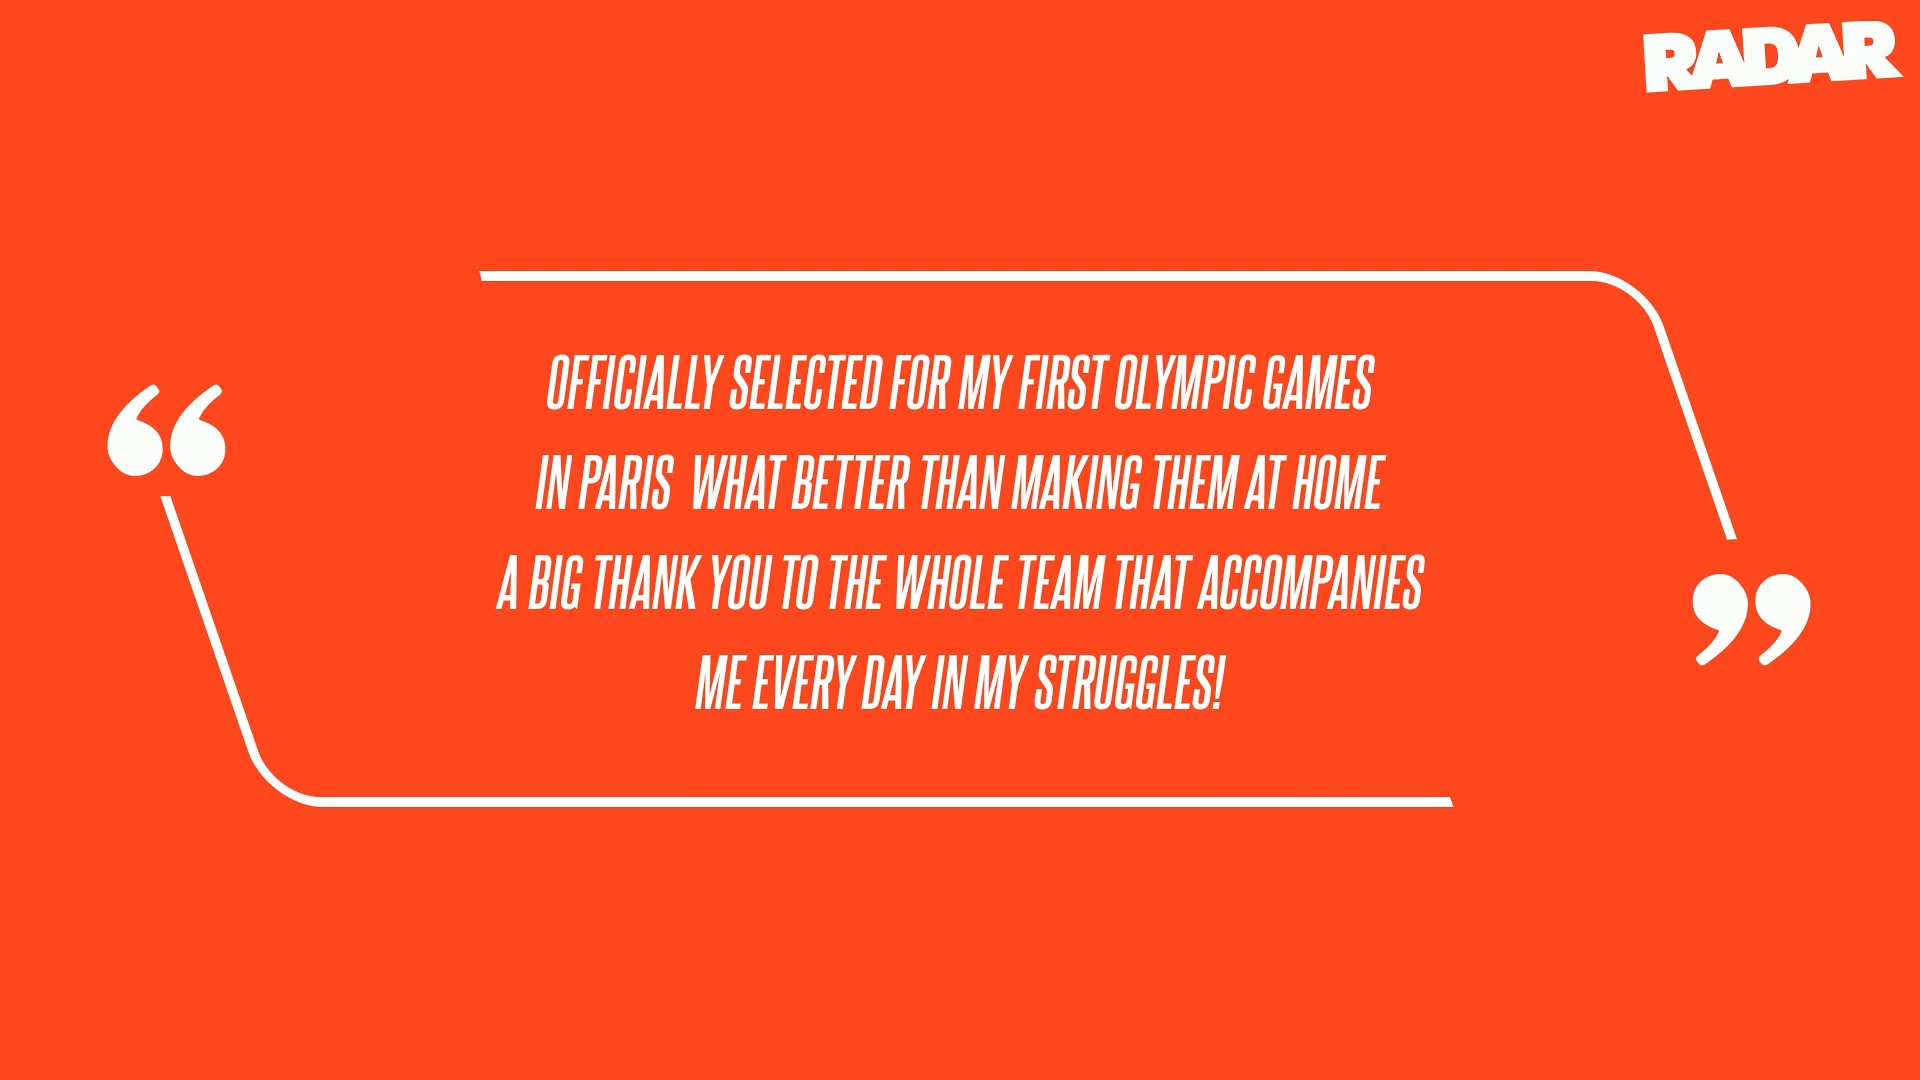 RADAR
OFFICIALLY SELECTED FOR MY FIRST OLYMPIC GAMES
“
IN PARIS  WHAT BETTER THAN MAKING THEM AT HOME
A BIG THANK YOU TO THE WHOLE TEAM THAT ACCOMPANIES
”
ME EVERY DAY IN MY STRUGGLES!